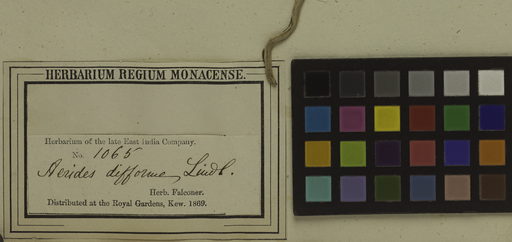 HERBARIUM REGIUM MONACENSE.
Herbarium of the late East India Company.
No. 1065
Aerides difforme Lindl.
Herb. Falconer.
Distributed at the Royal Gardens, Kew. 1869.